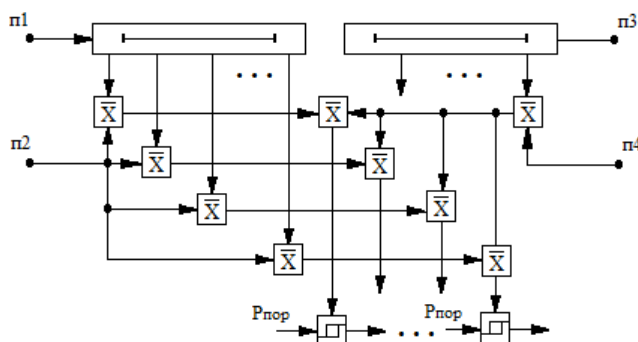 п1 п3
• • • • • •
X̅ X̅ X̅
п2 п4
X̅ X̅
X̅ X̅
X̅ X̅
Pпор • • • Pпор